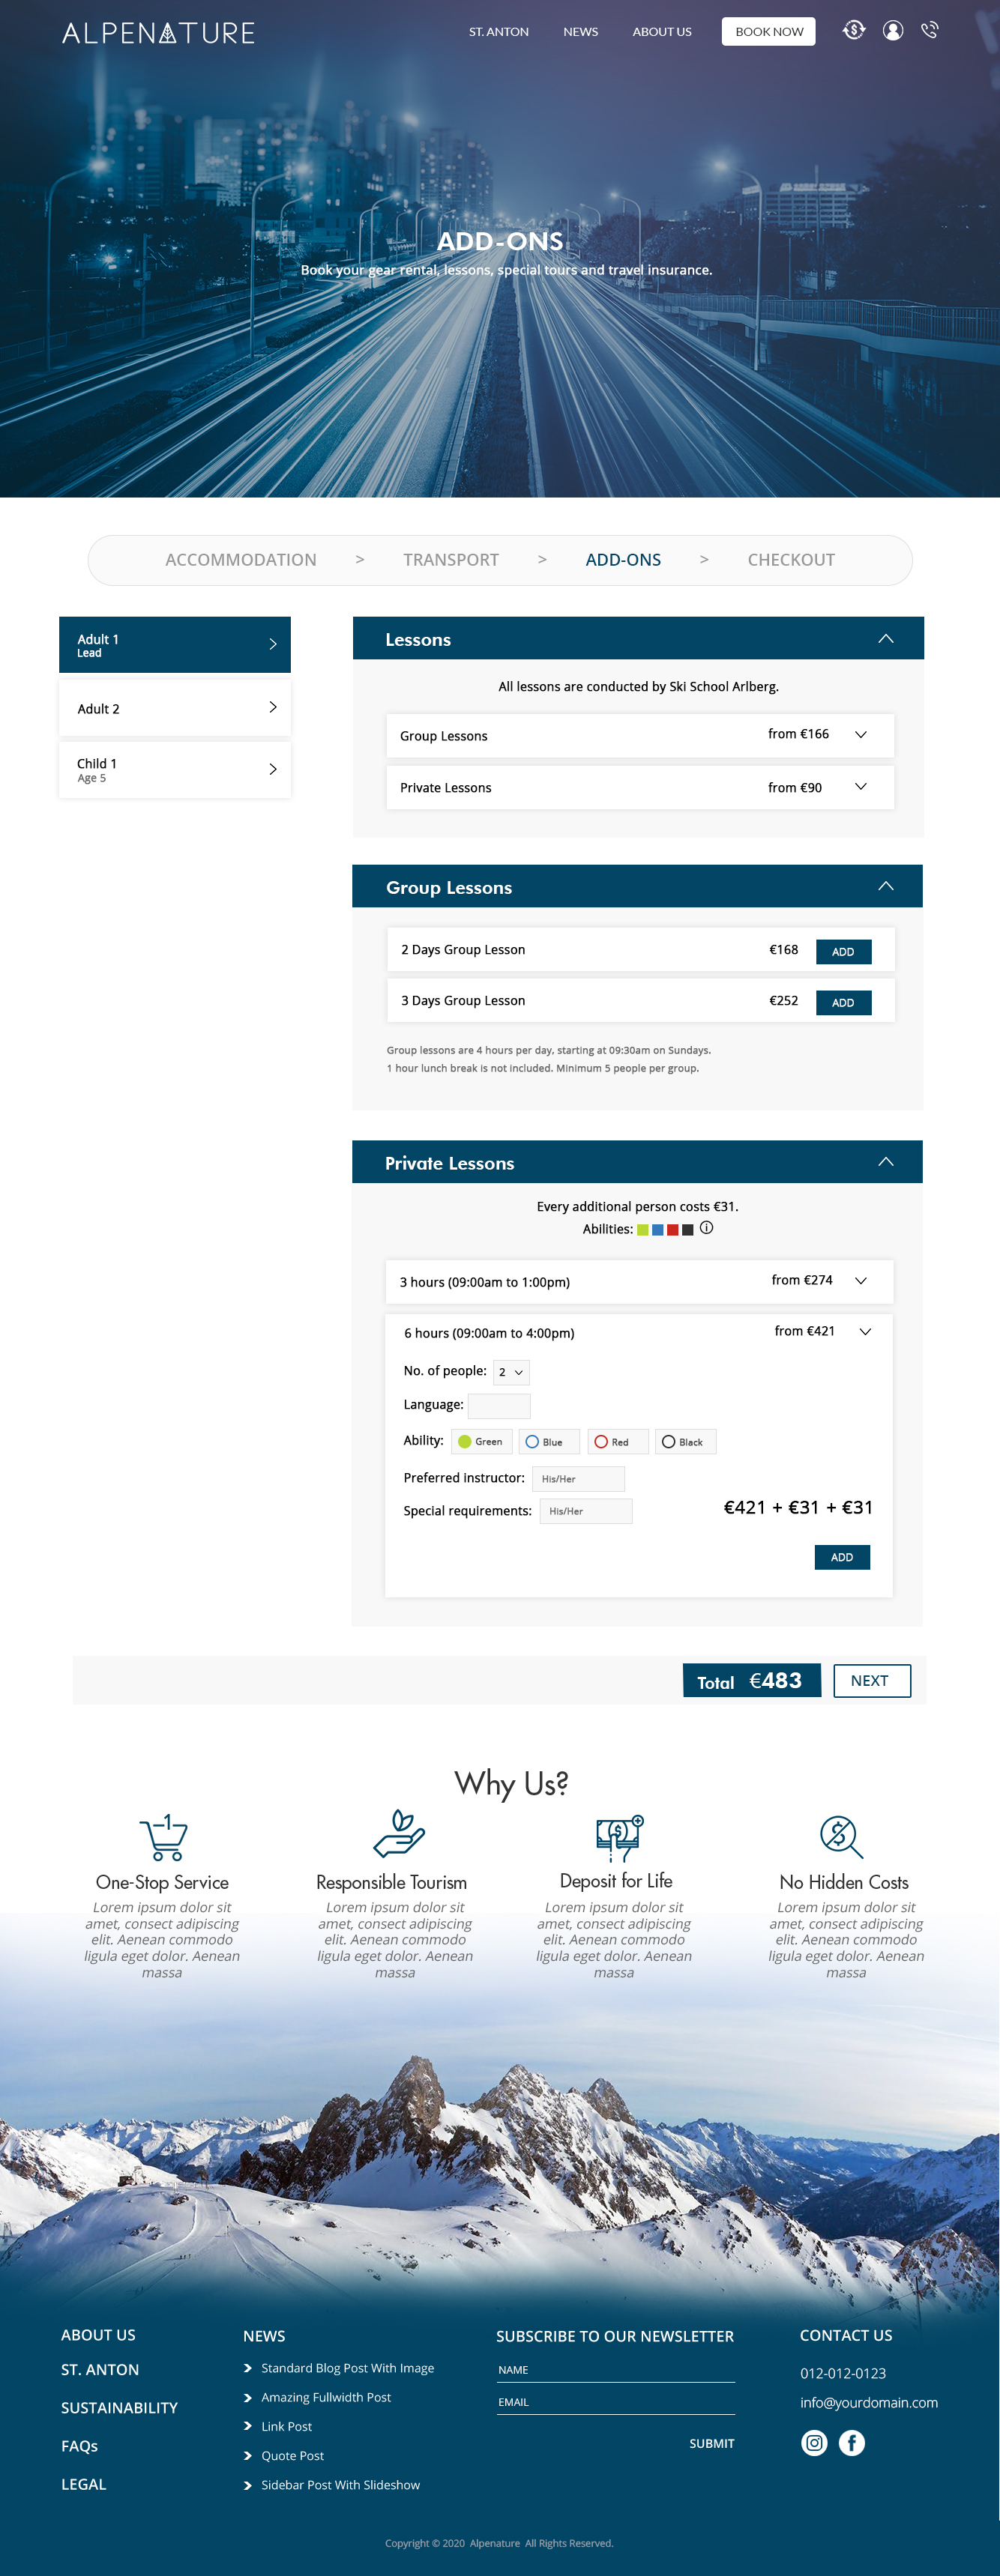 ALPENATURE
ST. ANTON NEWS ABOUT US BOOK NOW
ADD-ONS
Book your gear rental, lessons, special tours and travel insurance.
ACCOMMODATION > TRANSPORT > ADD-ONS > CHECKOUT
Adult 1
Lead
Adult 2
Child 1
Age 5
Lessons
All lessons are conducted by Ski School Arlberg.
Group Lessons from €166
Private Lessons from €90
Group Lessons
2 Days Group Lesson €168 ADD
3 Days Group Lesson €252 ADD
Group lessons are 4 hours per day, starting at 09:30am on Sundays.
1 hour lunch break is not included. Minimum 5 people per group.
Private Lessons
Every additional person costs €31.
Abilities:
3 hours (09:00am to 1:00pm) from €274
6 hours (09:00am to 4:00pm) from €421
No. of people: 2
Language:
Ability: Green Blue Red Black
Preferred instructor: His/Her
Special requirements: His/Her
€421 + €31 + €31
ADD
Total €483 NEXT
Why Us?
One-Stop Service
Lorem ipsum dolor sit
amet, consect adipiscing
elit. Aenean commodo
ligula eget dolor. Aenean
massa
Responsible Tourism
Lorem ipsum dolor sit
amet, consect adipiscing
elit. Aenean commodo
ligula eget dolor. Aenean
massa
Deposit for Life
Lorem ipsum dolor sit
amet, consect adipiscing
elit. Aenean commodo
ligula eget dolor. Aenean
massa
No Hidden Costs
Lorem ipsum dolor sit
amet, consect adipiscing
elit. Aenean commodo
ligula eget dolor. Aenean
massa
ABOUT US
ST. ANTON
SUSTAINABILITY
FAQs
LEGAL
NEWS
Standard Blog Post With Image
Amazing Fullwidth Post
Link Post
Quote Post
Sidebar Post With Slideshow
SUBSCRIBE TO OUR NEWSLETTER
NAME
EMAIL
SUBMIT
CONTACT US
012-012-0123
info@yourdomain.com
Copyright © 2020 Alpenature All Rights Reserved.